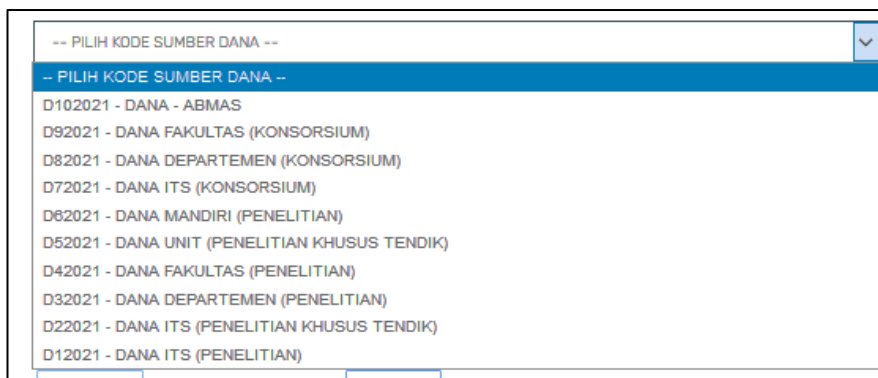 -- PILIH KODE SUMBER DANA --
-- PILIH KODE SUMBER DANA --
D102021 - DANA - ABMAS
D92021 - DANA FAKULTAS (KONSORSIUM)
D82021 - DANA DEPARTEMEN (KONSORSIUM)
D72021 - DANA ITS (KONSORSIUM)
D62021 - DANA MANDIRI (PENELITIAN)
D52021 - DANA UNIT (PENELITIAN KHUSUS TENDIK)
D42021 - DANA FAKULTAS (PENELITIAN)
D32021 - DANA DEPARTEMEN (PENELITIAN)
D22021 - DANA ITS (PENELITIAN KHUSUS TENDIK)
D12021 - DANA ITS (PENELITIAN)